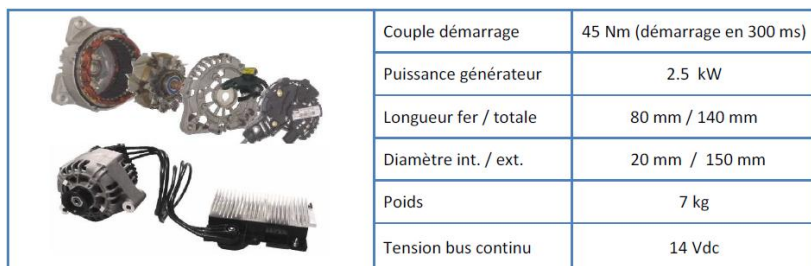 Couple démarrage 45 Nm (démarrage en 300 ms)
Puissance générateur 2.5 kW
Longueur fer / totale 80 mm / 140 mm
Diamètre int. / ext. 20 mm / 150 mm
Poids 7 kg
Tension bus continu 14 Vdc